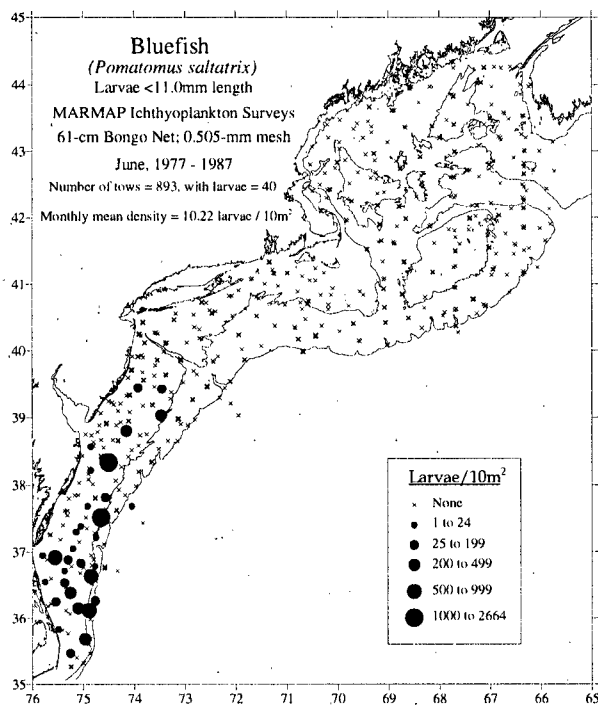 Bluefish
(Pomatomus saltatrix)
Larvae <11.0mm length
MARMAP Ichthyoplankton Surveys
61-cm Bongo Net; 0.505-mm mesh
June, 1977 - 1987
Number of tows = 893, with larvae = 40
Monthly mean density = 10.22 larvae / 10m²
45
44
43
42
41
40
39
38
37
36
35
Larvae/10m²
None
1 to 24
25 to 199
200 to 499
500 to 999
1000 to 2664
76 75 74 73 72 71 70 69 68 67 66 65